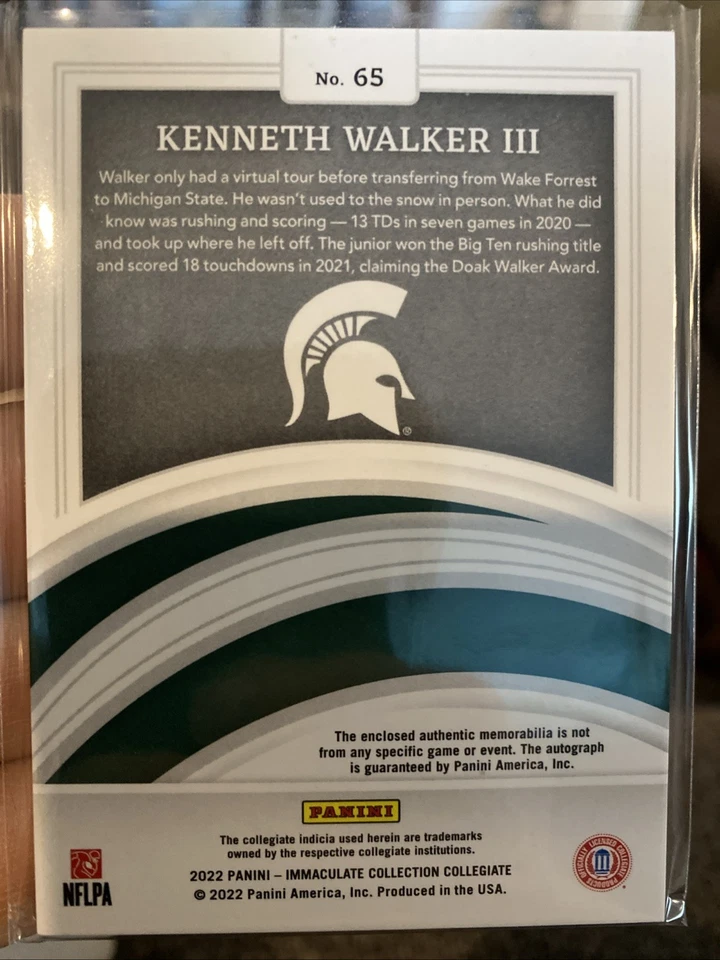 No. 65
KENNETH WALKER III
Walker only had a virtual tour before transferring from Wake Forrest
to Michigan State. He wasn't used to the snow in person. What he did
know was rushing and scoring — 13 TDs in seven games in 2020 —
and took up where he left off. The junior won the Big Ten rushing title
and scored 18 touchdowns in 2021, claiming the Doak Walker Award.
®
The enclosed authentic memorabilia is not
from any specific game or event. The autograph
is guaranteed by Panini America, Inc.
PANINI
The collegiate indicia used herein are trademarks
owned by the respective collegiate institutions.
2022 PANINI – IMMACULATE COLLECTION COLLEGIATE
© 2022 Panini America, Inc. Produced in the USA.
NFLPA
OFFICIALLY LICENSED COLLEGIATE PRODUCTS